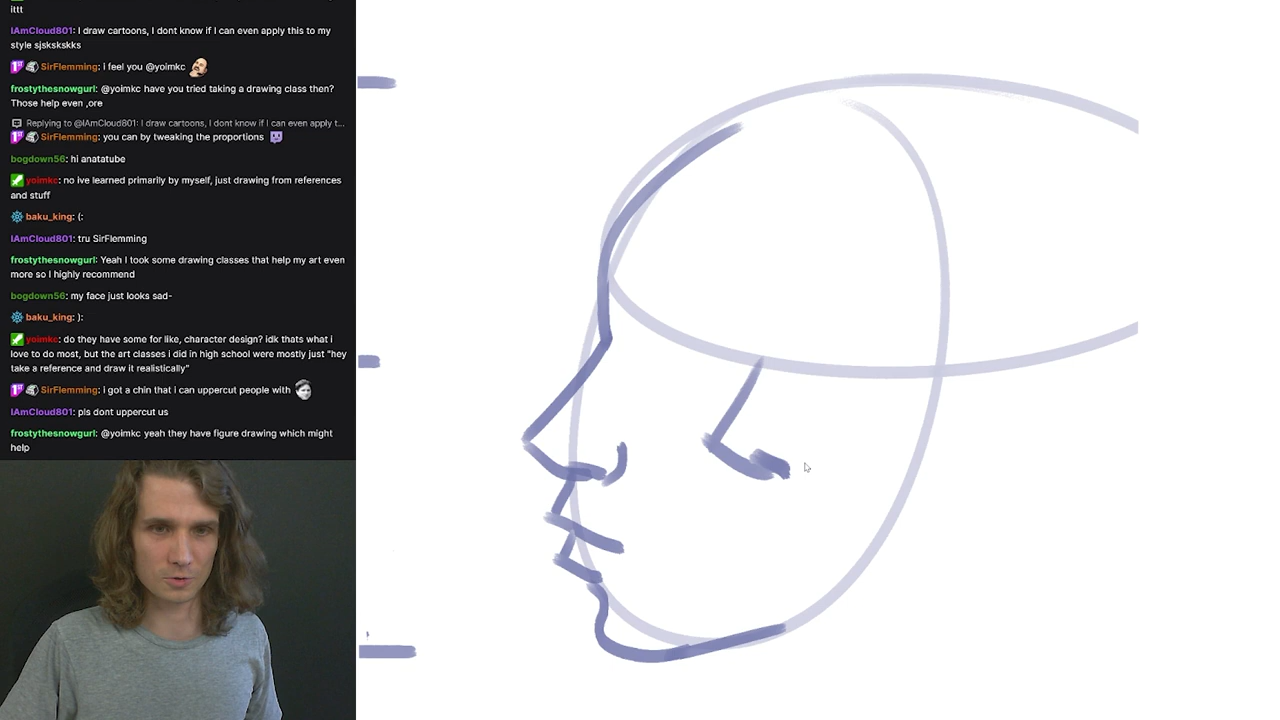 ittt
IAmCloud801: I draw cartoons, I dont know if I can even apply this to my
style sjskskskks
SirFlemming: i feel you @yoimkc
frostythesnowgurl: @yoimkc have you tried taking a drawing class then?
Those help even ,ore
Replying to @IAmCloud801: I draw cartoons, I dont know if I can even apply t...
SirFlemming: you can by tweaking the proportions
bogdown56: hi anatatube
yoimkc: no ive learned primarily by myself, just drawing from references
and stuff
baku_king: (:
IAmCloud801: tru SirFlemming
frostythesnowgurl: Yeah I took some drawing classes that help my art even
more so I highly recommend
bogdown56: my face just looks sad-
baku_king: ):
yoimkc: do they have some for like, character design? idk thats what i
love to do most, but the art classes i did in high school were mostly just "hey
take a reference and draw it realistically"
SirFlemming: i got a chin that i can uppercut people with
IAmCloud801: pls dont uppercut us
frostythesnowgurl: @yoimkc yeah they have figure drawing which might
help